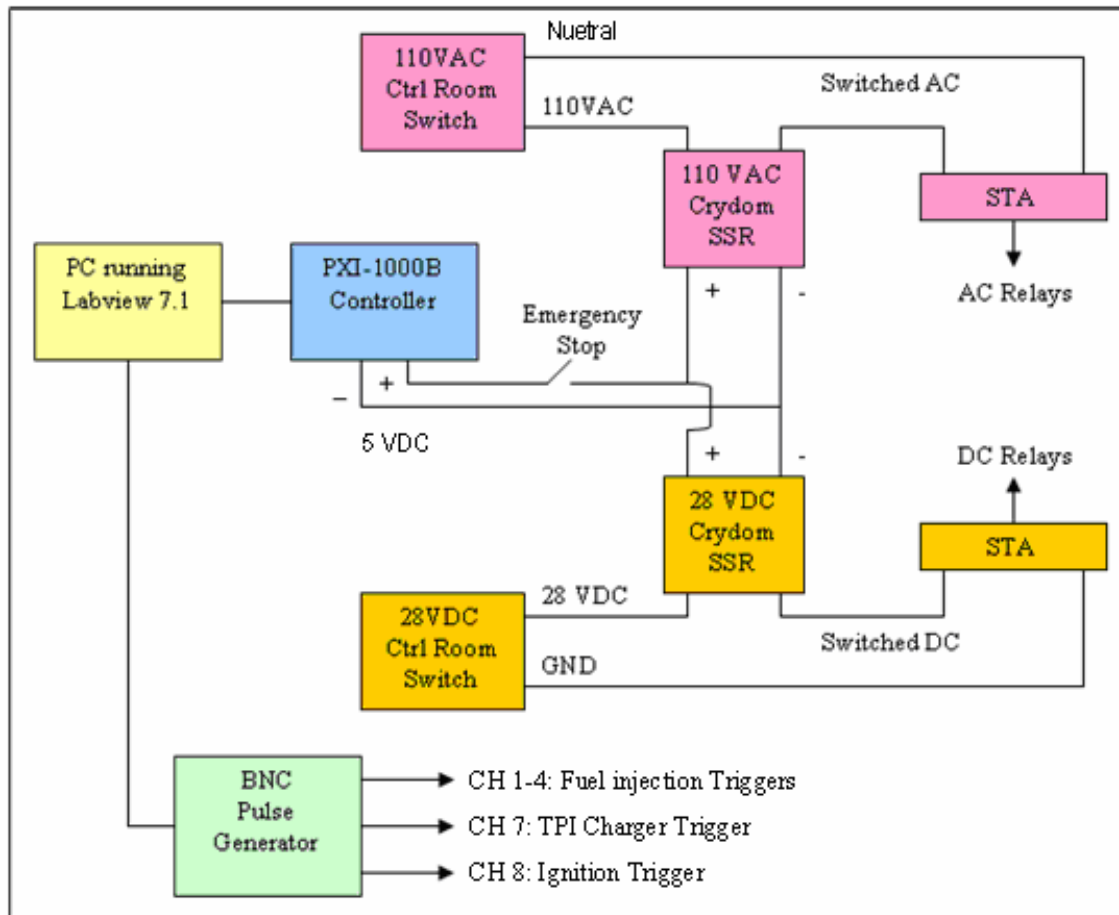 Nuetral
110VAC
Ctrl Room
Switch
Switched AC
110VAC
110 VAC
Crydom
SSR
STA
PC running
Labview 7.1
PXI-1000B
Controller
+
-
AC Relays
Emergency
Stop
+
−
5 VDC
+
-
DC Relays
28 VDC
Crydom
SSR
STA
28 VDC
28VDC
Ctrl Room
Switch
Switched DC
GND
BNC
Pulse
Generator
CH 1-4: Fuel injection Triggers
CH 7: TPI Charger Trigger
CH 8: Ignition Trigger